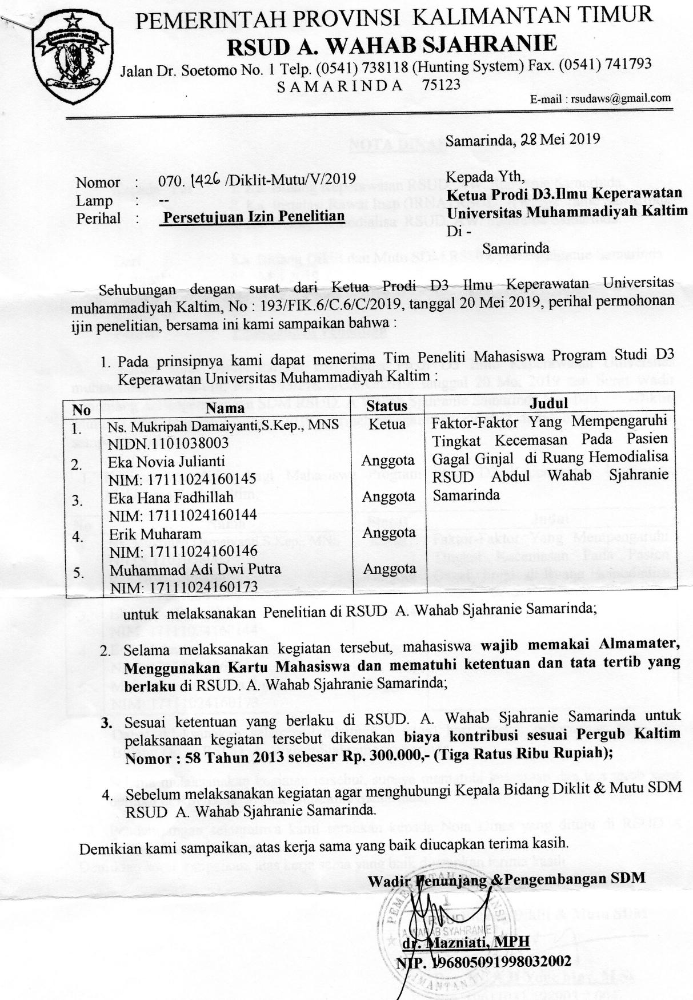 PEMERINTAH PROVINSI KALIMANTAN TIMUR
RSUD A. WAHAB SJAHRANIE
Jalan Dr. Soetomo No. 1 Telp. (0541) 738118 (Hunting System) Fax. (0541) 741793
SAMARINDA 75123
E-mail : rsudaws@gmail.com
Samarinda, 28 Mei 2019
Nomor : 070. 1426 /Diklit-Mutu/V/2019
Lamp : --
Perihal : Persetujuan Izin Penelitian
Kepada Yth,
Ketua Prodi D3.Ilmu Keperawatan
Universitas Muhammadiyah Kaltim
Di -
Samarinda
Sehubungan dengan surat dari Ketua Prodi D3 Ilmu Keperawatan Universitas
muhammadiyah Kaltim, No : 193/FIK.6/C.6/C/2019, tanggal 20 Mei 2019, perihal permohonan
ijin penelitian, bersama ini kami sampaikan bahwa :
1. Pada prinsipnya kami dapat menerima Tim Peneliti Mahasiswa Program Studi D3
Keperawatan Universitas Muhammadiyah Kaltim :
No Nama Status Judul
1. Ns. Mukripah Damaiyanti,S.Kep., MNS Ketua Faktor-Faktor Yang Mempengaruhi
NIDN.1101038003 Tingkat Kecemasan Pada Pasien
2. Eka Novia Julianti Anggota Gagal Ginjal di Ruang Hemodialisa
NIM: 17111024160145 RSUD Abdul Wahab Sjahranie
3. Eka Hana Fadhillah Anggota Samarinda
NIM: 17111024160144
4. Erik Muharam Anggota
NIM: 17111024160146
5. Muhammad Adi Dwi Putra Anggota
NIM: 17111024160173
untuk melaksanakan Penelitian di RSUD A. Wahab Sjahranie Samarinda;
2. Selama melaksanakan kegiatan tersebut, mahasiswa wajib memakai Almamater,
Menggunakan Kartu Mahasiswa dan mematuhi ketentuan dan tata tertib yang
berlaku di RSUD. A. Wahab Sjahranie Samarinda;
3. Sesuai ketentuan yang berlaku di RSUD. A. Wahab Sjahranie Samarinda untuk
pelaksanaan kegiatan tersebut dikenakan biaya kontribusi sesuai Pergub Kaltim
Nomor : 58 Tahun 2013 sebesar Rp. 300.000,- (Tiga Ratus Ribu Rupiah);
4. Sebelum melaksanakan kegiatan agar menghubungi Kepala Bidang Diklit & Mutu SDM
RSUD A. Wahab Sjahranie Samarinda.
Demikian kami sampaikan, atas kerja sama yang baik diucapkan terima kasih.
Wadir Penunjang &Pengembangan SDM
RSUD
A WAHAB SYAHRANIE
dr. Mazniati, MPH
NIP. 196805091998032002